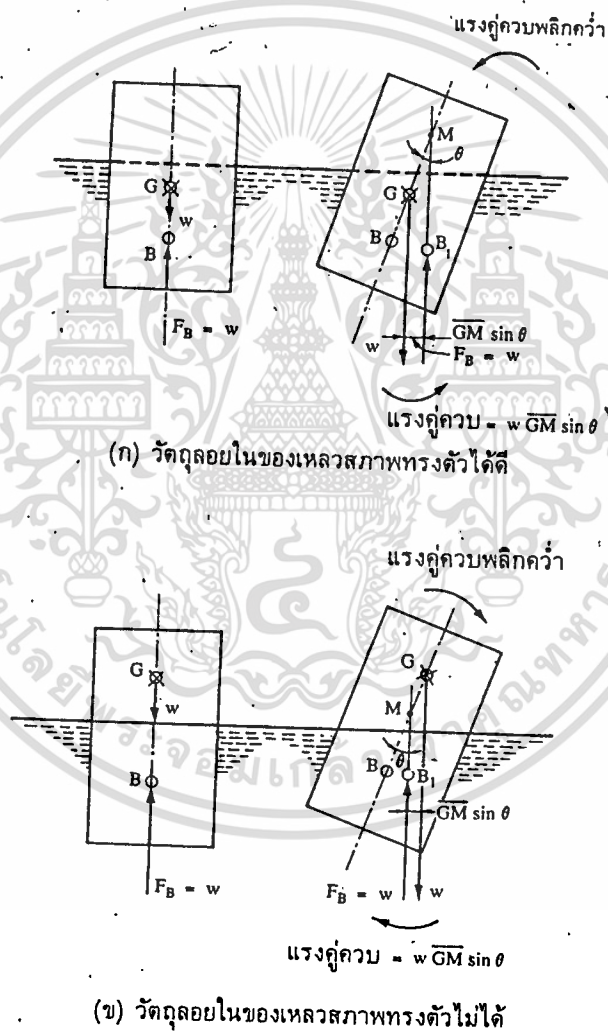 แรงคู่ควบพลิกคว่ำ
M
θ
G
G
w
B
B
B₁
F_B = w
w
GM sin θ
F_B = w
แรงคู่ควบ = w GM sin θ
(ก) วัตถุลอยในของเหลวสภาพทรงตัวได้ดี
แรงคู่ควบพลิกคว่ำ
G
G
w
M
θ
B
B
B₁
GM sin θ
F_B = w
F_B = w
w
แรงคู่ควบ = w GM sin θ
(ข) วัตถุลอยในของเหลวสภาพทรงตัวไม่ได้